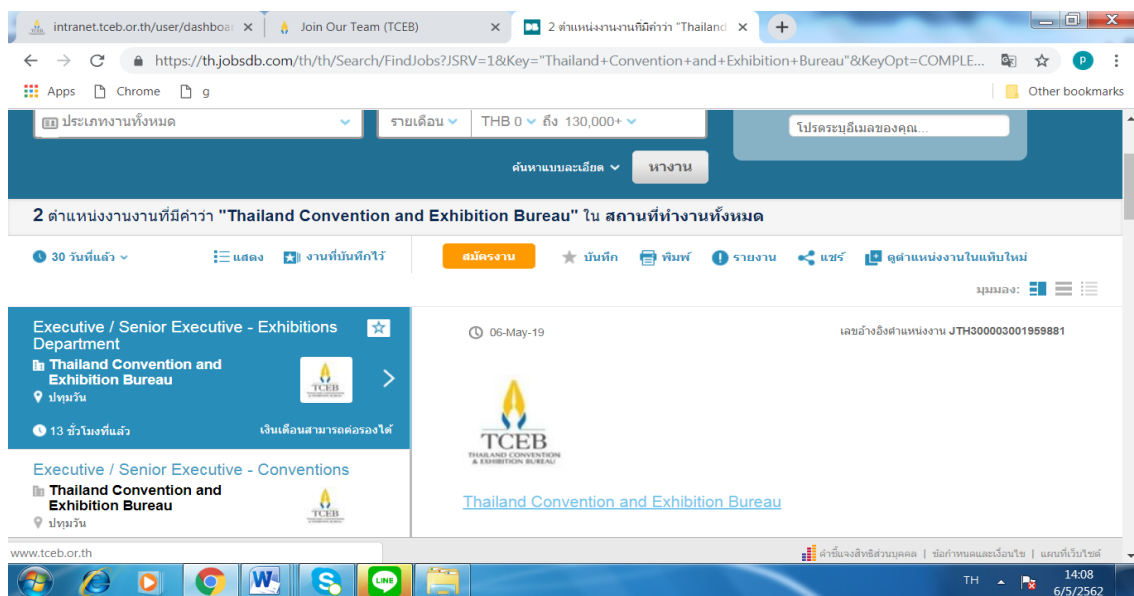 intranet.tceb.or.th/user/dashboar
Join Our Team (TCEB)
2 ตำแหน่งงานงานที่มีคำว่า "Thailand
https://th.jobsdb.com/th/th/Search/FindJobs?JSRV=1&Key="Thailand+Convention+and+Exhibition+Bureau"&KeyOpt=COMPLE...
P
Apps Chrome g Other bookmarks
ประเภทงานทั้งหมด รายเดือน THB 0 ถึง 130,000+ โปรดระบุอีเมลของคุณ...
ค้นหาแบบละเอียด หางาน
2 ตำแหน่งงานงานที่มีคำว่า "Thailand Convention and Exhibition Bureau" ใน สถานที่ทำงานทั้งหมด
30 วันที่แล้ว แสดง งานที่บันทึกไว้ สมัครงาน บันทึก พิมพ์ รายงาน แชร์ ดูตำแหน่งงานในแท็บใหม่
มุมมอง:
Executive / Senior Executive - Exhibitions
Department
Thailand Convention and
Exhibition Bureau
ปทุมวัน
TCEB
13 ชั่วโมงที่แล้ว เงินเดือนสามารถต่อรองได้
Executive / Senior Executive - Conventions
Thailand Convention and
Exhibition Bureau
ปทุมวัน
TCEB
06-May-19 เลขอ้างอิงตำแหน่งงาน JTH300003001959881
TCEB
THAILAND CONVENTION
& EXHIBITION BUREAU
Thailand Convention and Exhibition Bureau
www.tceb.or.th
คำชี้แจงสิทธิส่วนบุคคล | ข้อกำหนดและเงื่อนไข | แผนที่เว็บไซต์
W S LINE
TH 14:08
6/5/2562